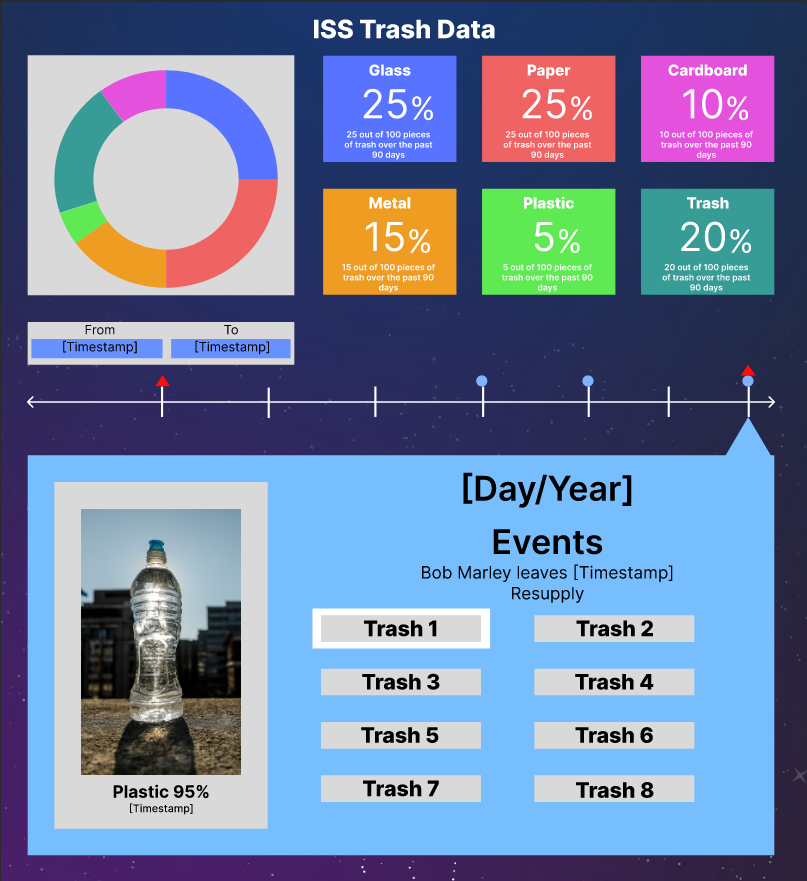 ISS Trash Data
Glass
25%
25 out of 100 pieces
of trash over the past
90 days
Paper
25%
25 out of 100 pieces
of trash over the past
90 days
Cardboard
10%
10 out of 100 pieces
of trash over the past 90
days
Metal
15%
15 out of 100 pieces of
trash over the past 90
days
Plastic
5%
5 out of 100 pieces of
trash over the past 90
days
Trash
20%
20 out of 100 pieces
of trash over the past 90
days
From
[Timestamp]
To
[Timestamp]
[Day/Year]
Events
Bob Marley leaves [Timestamp]
Resupply
Trash 1
Trash 2
Trash 3
Trash 4
Trash 5
Trash 6
Trash 7
Trash 8
Plastic 95%
[Timestamp]